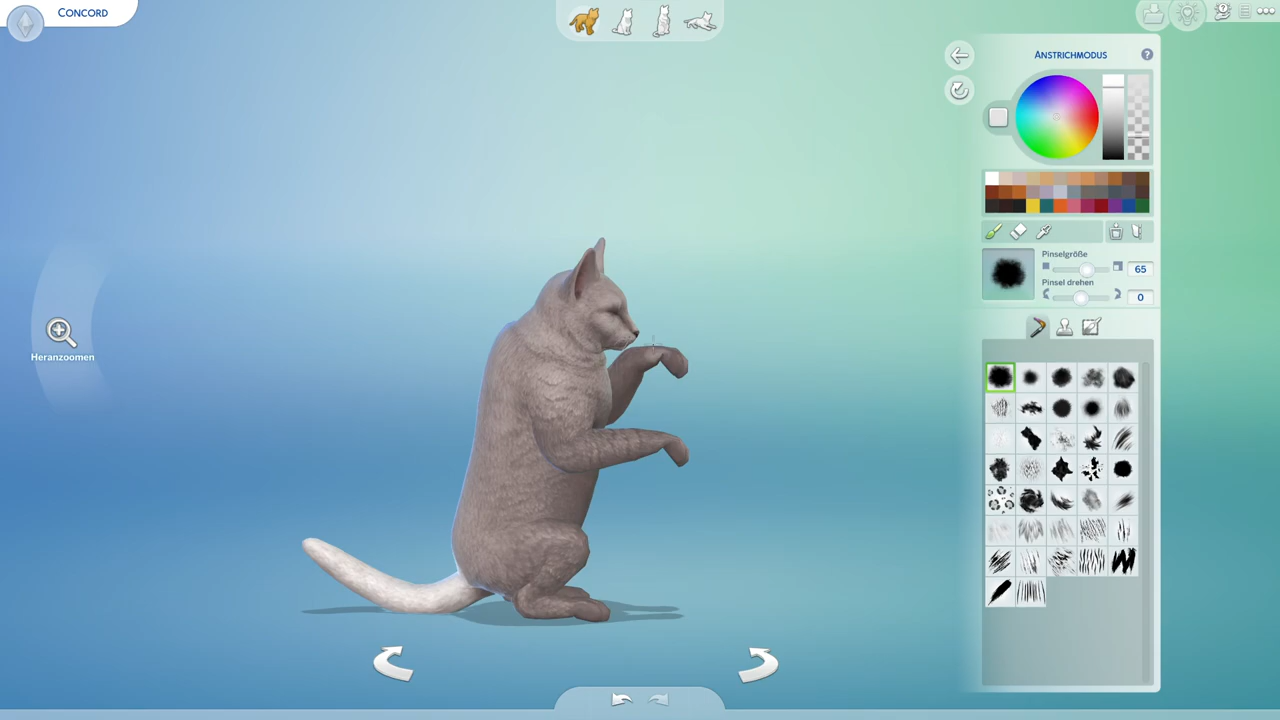 CONCORD
ANSTRICHMODUS
?
Pinselgröße
65
Pinsel drehen
0
Heranzoomen